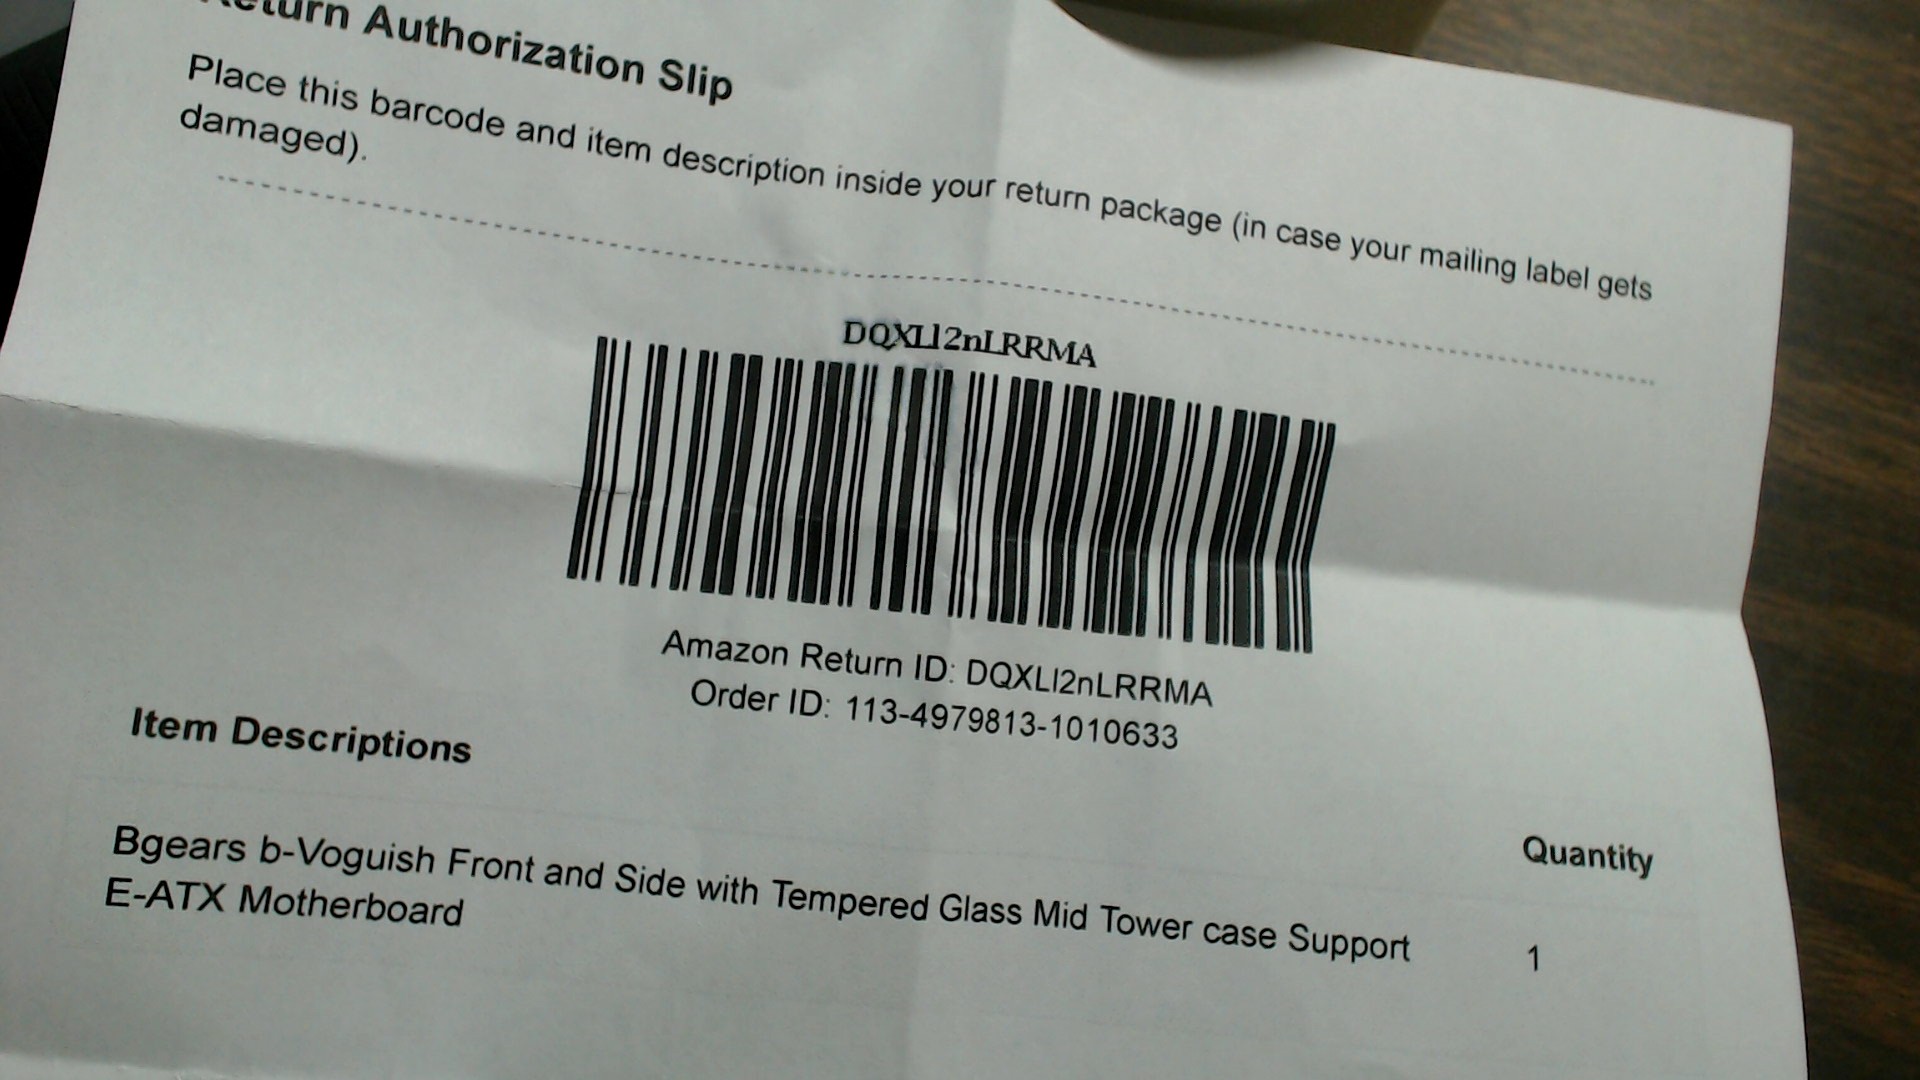 Return Authorization Slip
Place this barcode and item description inside your return package (in case your mailing label gets
damaged).
DQXLl2nLRRMA
Amazon Return ID: DQXLl2nLRRMA
Order ID: 113-4979813-1010633
Item Descriptions
Quantity
Bgears b-Voguish Front and Side with Tempered Glass Mid Tower case Support
E-ATX Motherboard
1